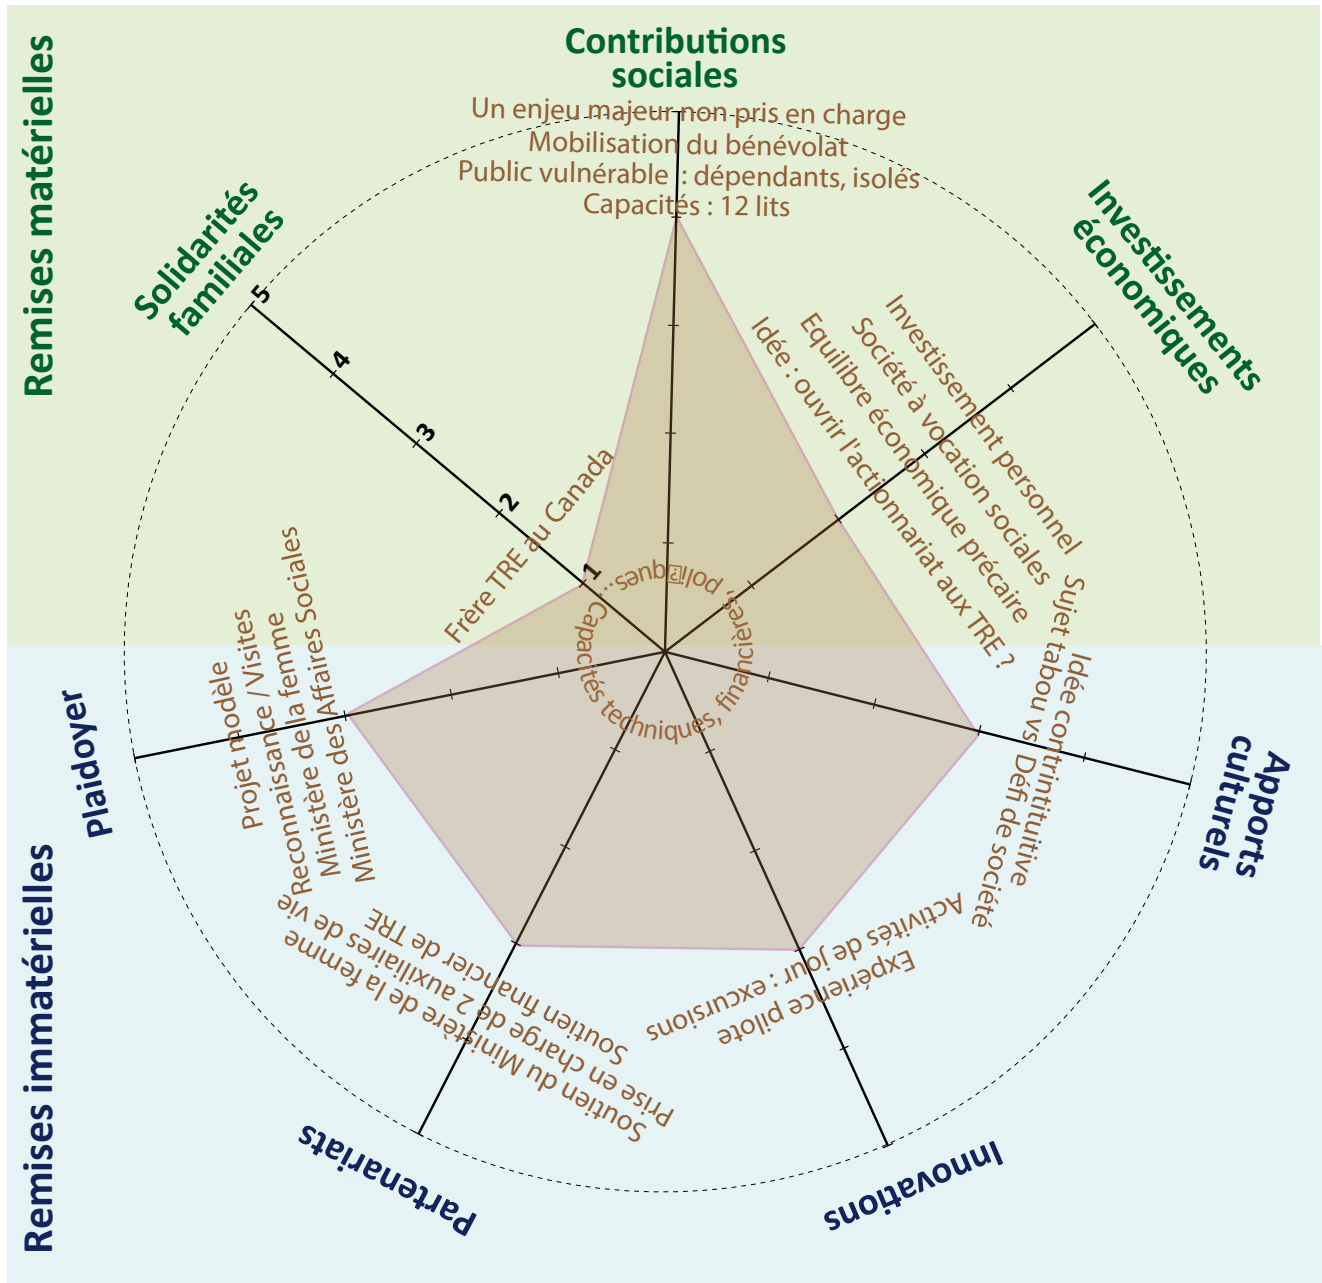 Remises matérielles
Contributions
sociales
Un enjeu majeur non pris en charge
Mobilisation du bénévolat
Public vulnérable : dépendants, isolés
Capacités : 12 lits
Solidarités
familiales
5
4
3
2
1
Frère TRE au Canada
Investissements
économiques
Investissement personnel
Société à vocation sociales
Equilibre économique précaire
Idée : ouvrir l'actionnariat aux TRE ?
Capacités techniques, financières, poli�ques...
Remises immatérielles
Plaidoyer
Projet modèle
Reconnaissance / Visites
Ministère de la femme
Ministère des Affaires Sociales
Apports
culturels
Idée contrintituitive
Sujet tabou vs Défi de société
Activités de jour : excursions
Expérience pilote
Innovations
Soutien financier de TRE
Prise en charge de 2 auxiliaires de vie
Soutien du Ministère de la femme
Partenariats